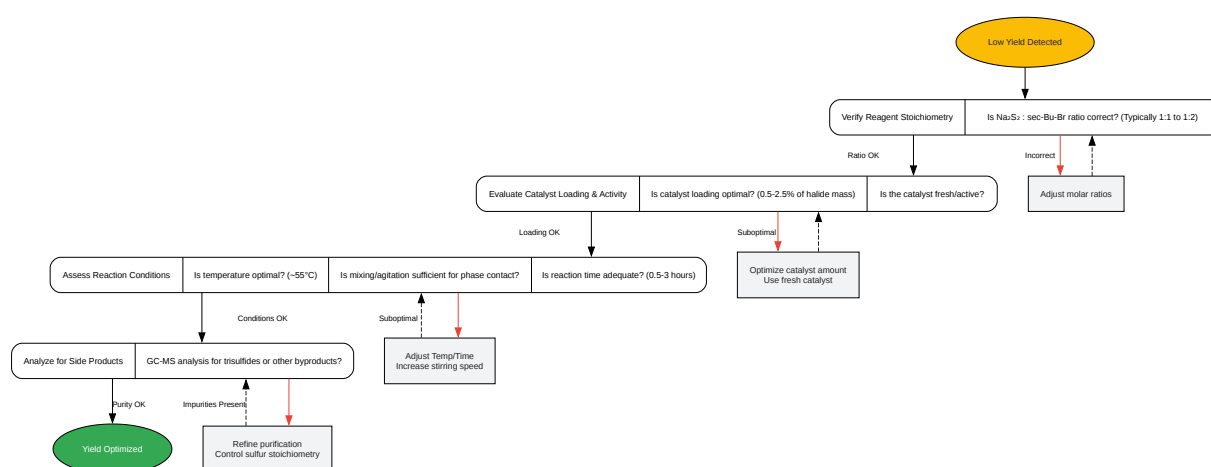 Low Yield Detected
Verify Reagent Stoichiometry
Is Na₂S₂ : sec-Bu-Br ratio correct? (Typically 1:1 to 1:2)
Ratio OK
Incorrect
Adjust molar ratios
Evaluate Catalyst Loading & Activity
Is catalyst loading optimal? (0.5-2.5% of halide mass)
Is the catalyst fresh/active?
Loading OK
Suboptimal
Optimize catalyst amount
Use fresh catalyst
Assess Reaction Conditions
Is temperature optimal? (~55°C)
Is mixing/agitation sufficient for phase contact?
Is reaction time adequate? (0.5-3 hours)
Conditions OK
Suboptimal
Adjust Temp/Time
Increase stirring speed
Analyze for Side Products
GC-MS analysis for trisulfides or other byproducts?
Purity OK
Impurities Present
Refine purification
Control sulfur stoichiometry
Yield Optimized